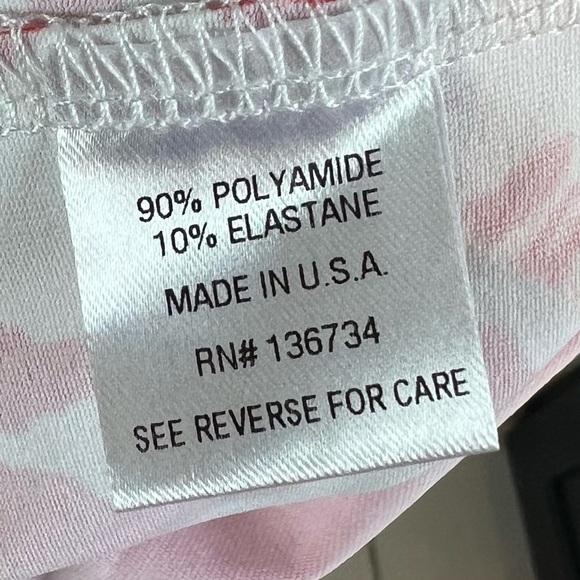 90% POLYAMIDE
10% ELASTANE
MADE IN U.S.A.
RN# 136734
SEE REVERSE FOR CARE